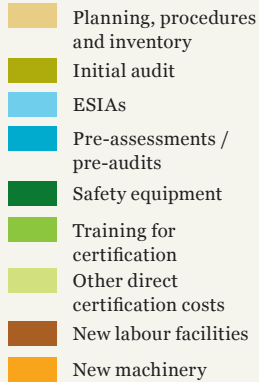 Planning, procedures
and inventory
Initial audit
ESIAs
Pre-assessments /
pre-audits
Safety equipment
Training for
certification
Other direct
certification costs
New labour facilities
New machinery